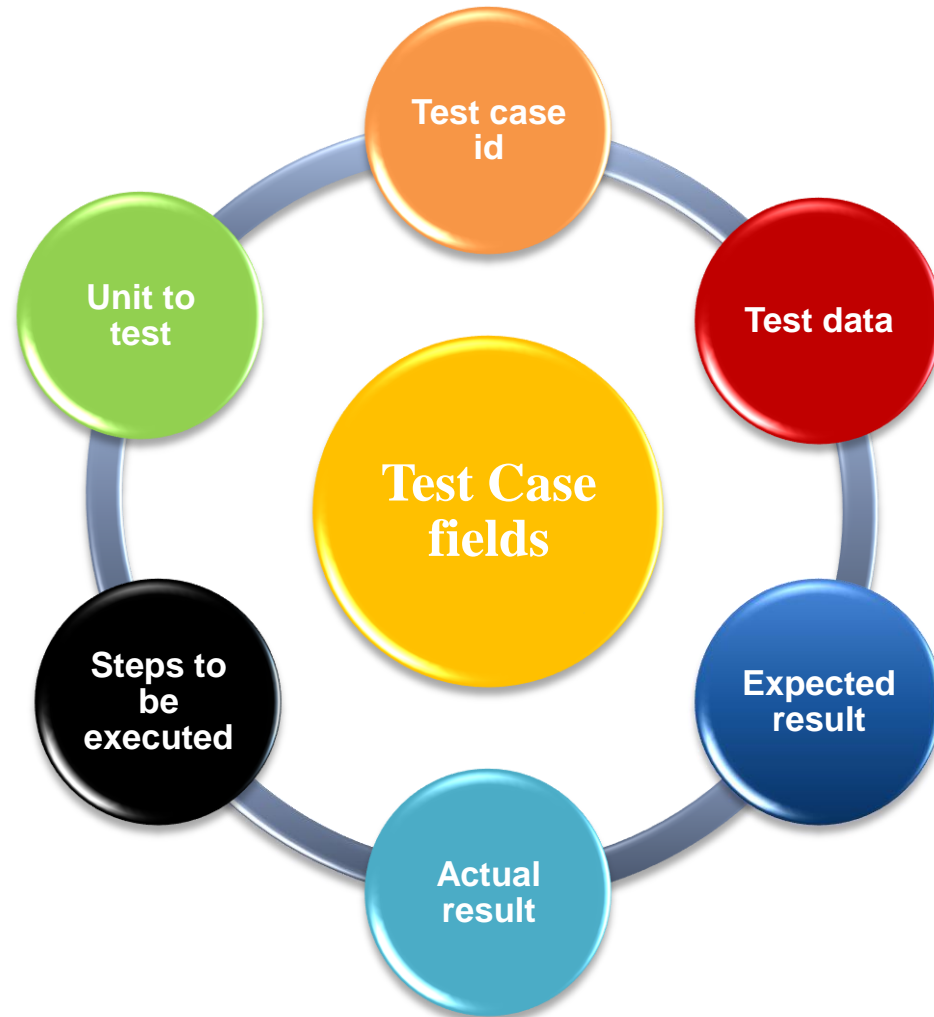 Test case
id
Test data
Expected
result
Actual
result
Steps to
be
executed
Unit to
test
Test Case
fields